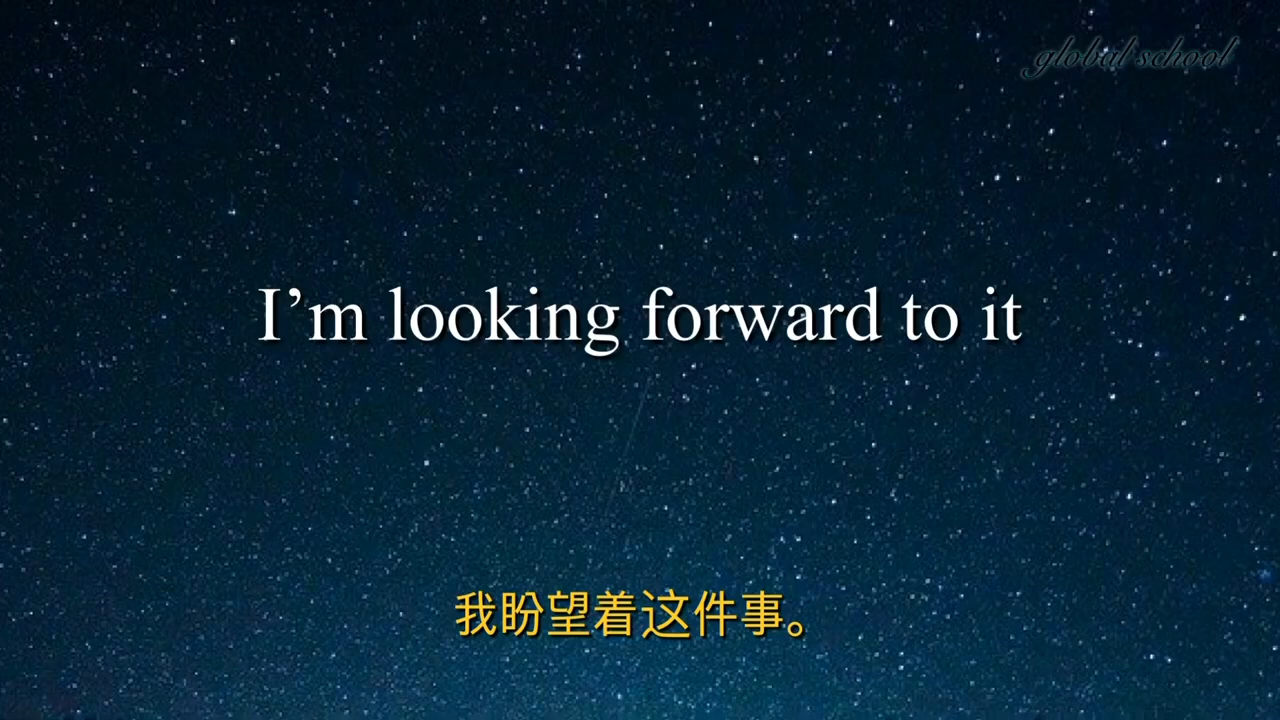 global school
I’m looking forward to it
我盼望着这件事。